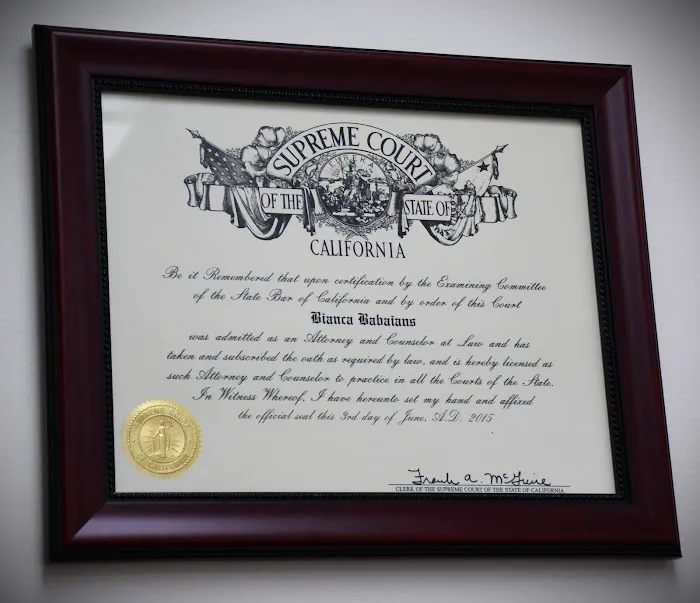 SUPREME COURT
EUREKA
OF THE
STATE OF
CALIFORNIA
Be it Remembered that upon certification by the Examining Committee
of the State Bar of California and by order of this Court
Bianca Babaians
was admitted as an Attorney and Counselor at Law and has
taken and subscribed the oath as required by law, and is hereby licensed as
such Attorney and Counselor to practice in all the Courts of the State.
In Witness Whereof, I have hereunto set my hand and affixed
the official seal this 3rd day of June, A.D. 2015
SUPREME COURT
OF CALIFORNIA
Frank A. McGuire
CLERK OF THE SUPREME COURT OF THE STATE OF CALIFORNIA